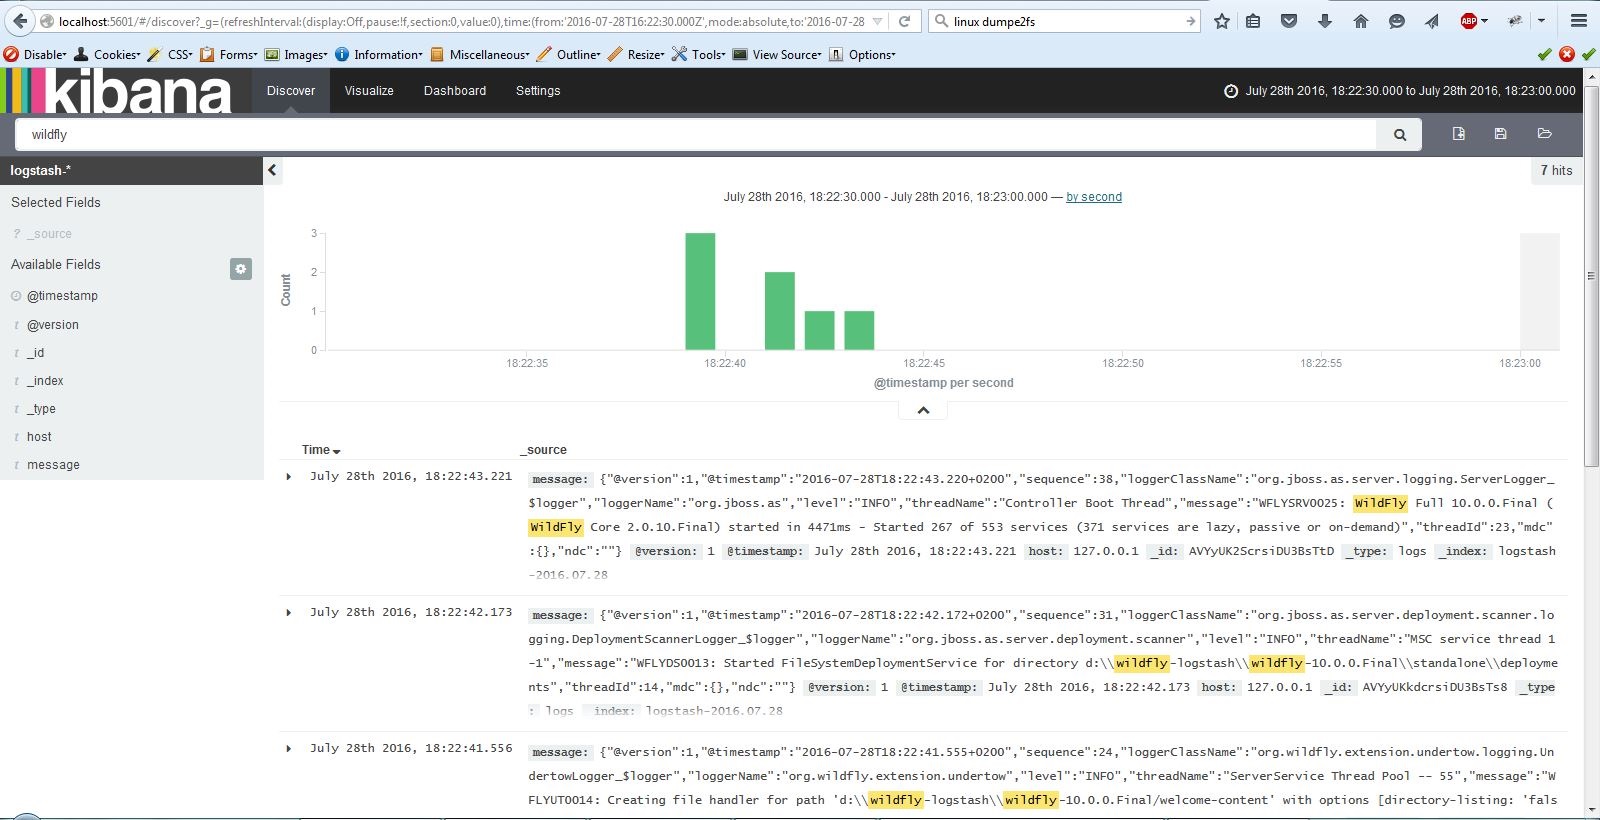 localhost:5601/#/discover?_g=(refreshInterval:(display:Off,pause:!f,section:0,value:0),time:(from:'2016-07-28T16:22:30.000Z',mode:absolute,to:'2016-07-28
linux dumpe2fs
ABP
Disable Cookies CSS Forms Images Information Miscellaneous Outline Resize Tools View Source Options
kibana
Discover Visualize Dashboard Settings
July 28th 2016, 18:22:30.000 to July 28th 2016, 18:23:00.000
wildfly
logstash-*
7 hits
Selected Fields
? _source
Available Fields
@timestamp
t @version
t _id
t _index
t _type
t host
t message
July 28th 2016, 18:22:30.000 - July 28th 2016, 18:23:00.000 — by second
Count
3
2
1
0
18:22:35 18:22:40 18:22:45 18:22:50 18:22:55 18:23:00
@timestamp per second
Time _source
July 28th 2016, 18:22:43.221
message: {"@version":1,"@timestamp":"2016-07-28T18:22:43.220+0200","sequence":38,"loggerClassName":"org.jboss.as.server.logging.ServerLogger_
$logger","loggerName":"org.jboss.as","level":"INFO","threadName":"Controller Boot Thread","message":"WFLYSRV0025: WildFly Full 10.0.0.Final (
WildFly Core 2.0.10.Final) started in 4471ms - Started 267 of 553 services (371 services are lazy, passive or on-demand)","threadId":23,"mdc"
:{},"ndc":""} @version: 1 @timestamp: July 28th 2016, 18:22:43.221 host: 127.0.0.1 _id: AVYyUK2ScrsiDU3BsTtD _type: logs _index: logstash
-2016.07.28
July 28th 2016, 18:22:42.173
message: {"@version":1,"@timestamp":"2016-07-28T18:22:42.172+0200","sequence":31,"loggerClassName":"org.jboss.as.server.deployment.scanner.lo
gging.DeploymentScannerLogger_$logger","loggerName":"org.jboss.as.server.deployment.scanner","level":"INFO","threadName":"MSC service thread 1
-1","message":"WFLYDS0013: Started FileSystemDeploymentService for directory d:\\wildfly-logstash\\wildfly-10.0.0.Final\\standalone\\deployme
nts","threadId":14,"mdc":{},"ndc":""} @version: 1 @timestamp: July 28th 2016, 18:22:42.173 host: 127.0.0.1 _id: AVYyUKkdcrsiDU3BsTs8 _type
: logs _index: logstash-2016.07.28
July 28th 2016, 18:22:41.556
message: {"@version":1,"@timestamp":"2016-07-28T18:22:41.555+0200","sequence":24,"loggerClassName":"org.wildfly.extension.undertow.logging.Un
dertowLogger_$logger","loggerName":"org.wildfly.extension.undertow","level":"INFO","threadName":"ServerService Thread Pool -- 55","message":"W
FLYUT0014: Creating file handler for path 'd:\\wildfly-logstash\\wildfly-10.0.0.Final/welcome-content' with options [directory-listing: 'fals